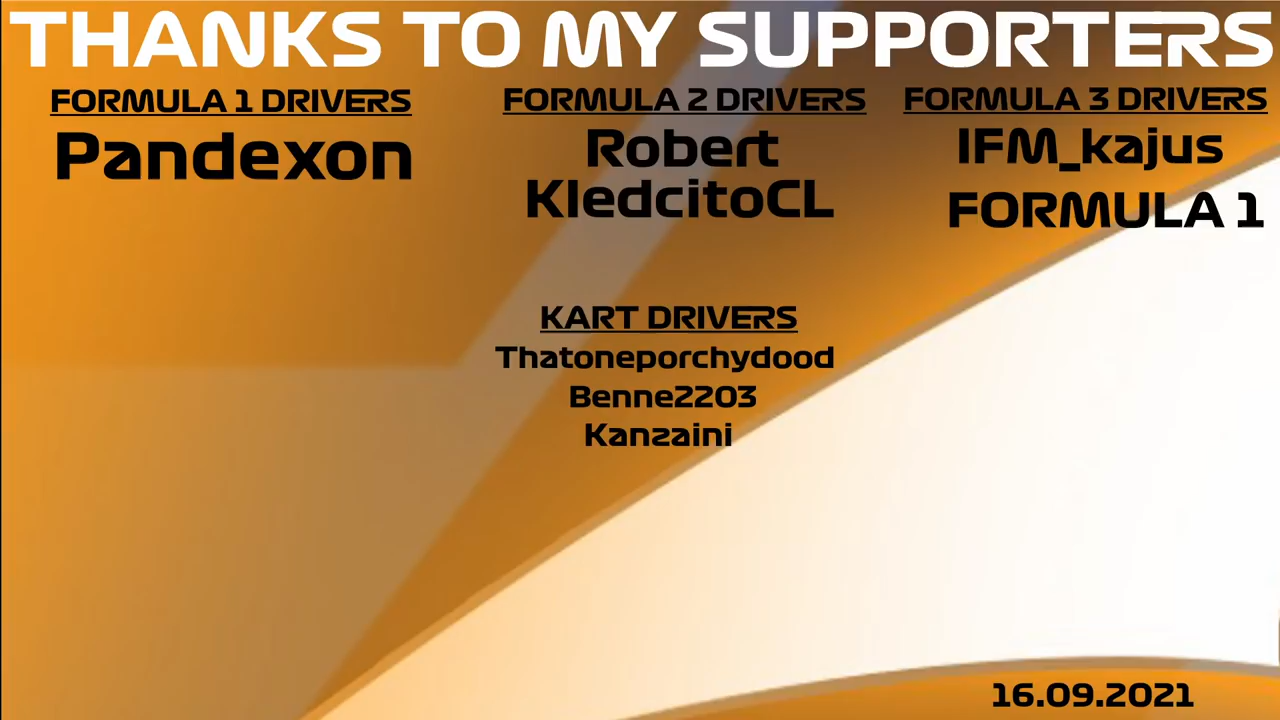 THANKS TO MY SUPPORTERS
FORMULA 1 DRIVERS
Pandexon
FORMULA 2 DRIVERS
Robert
KledcitoCL
FORMULA 3 DRIVERS
IFM_kajus
FORMULA 1
KART DRIVERS
Thatoneporchydood
Benne2203
Kanzaini
16.09.2021